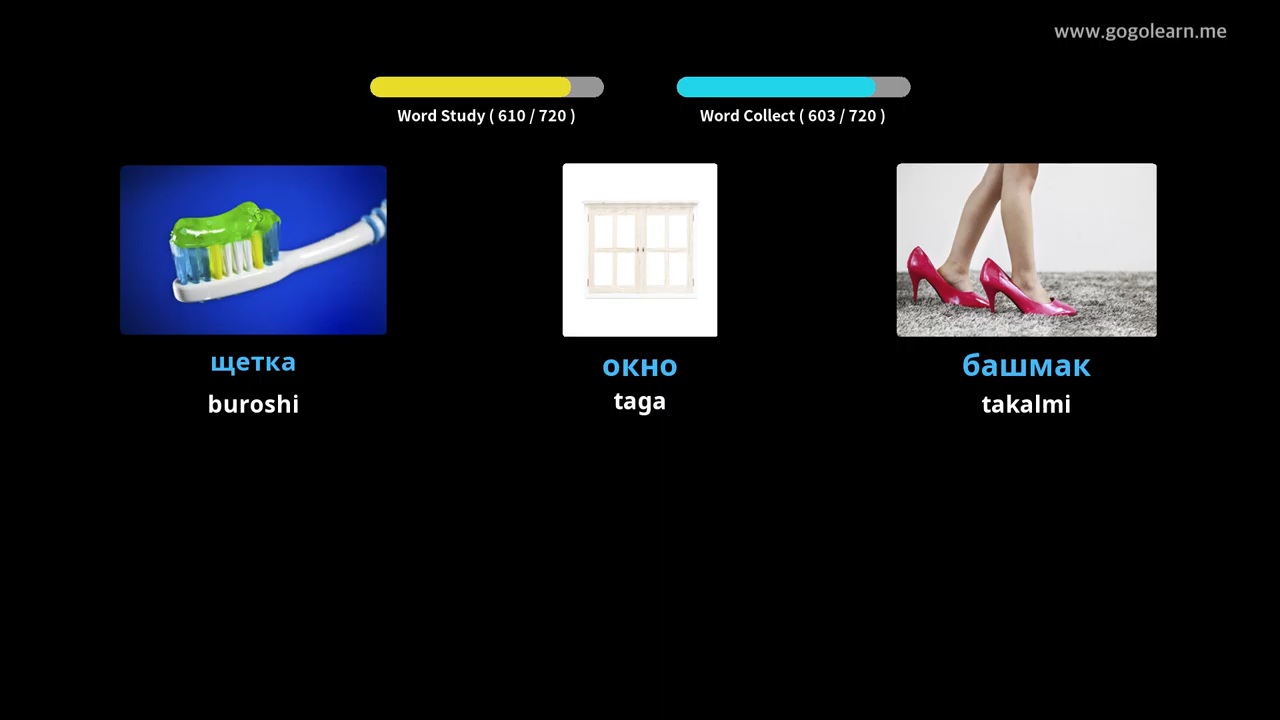 www.gogolearn.me
Word Study ( 610 / 720 )
Word Collect ( 603 / 720 )
щетка
окно
башмак
buroshi
taga
takalmi